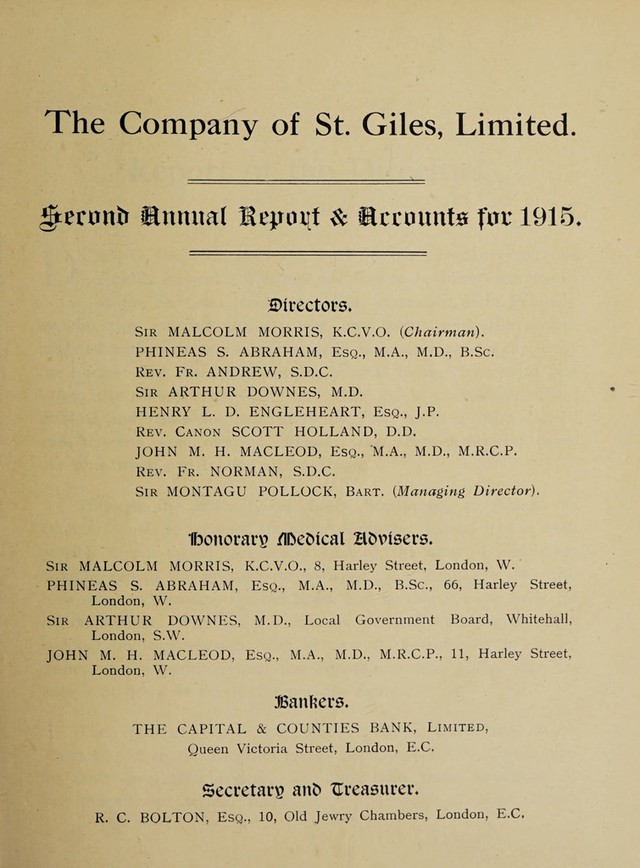 The Company of St. Giles, Limited.
Second Annual Report & Accounts for 1915.
Directors.
Sir MALCOLM MORRIS, K.C.V.O. (Chairman).
PHINEAS S. ABRAHAM, Esq., M.A., M.D., B.Sc.
Rev. Fr. ANDREW, S.D.C.
Sir ARTHUR DOWNES, M.D.
HENRY L. D. ENGLEHEART, Esq., J.P.
Rev. Canon SCOTT HOLLAND, D.D.
JOHN M. H. MACLEOD, Esq., M.A., M.D., M.R.C.P.
Rev. Fr. NORMAN, S.D.C.
Sir MONTAGU POLLOCK, Bart. (Managing Director).
Honorary Medical Advisers.
Sir MALCOLM MORRIS, K.C.V.O., 8, Harley Street, London, W.
PHINEAS S. ABRAHAM, Esq., M.A., M.D., B.Sc., 66, Harley Street,
London, W.
Sir ARTHUR DOWNES, M.D., Local Government Board, Whitehall,
London, S.W.
JOHN M. H. MACLEOD, Esq., M.A., M.D., M.R.C.P., 11, Harley Street,
London, W.
Bankers.
THE CAPITAL & COUNTIES BANK, Limited,
Queen Victoria Street, London, E.C.
Secretary and Treasurer.
R. C. BOLTON, Esq., 10, Old Jewry Chambers, London, E.C.